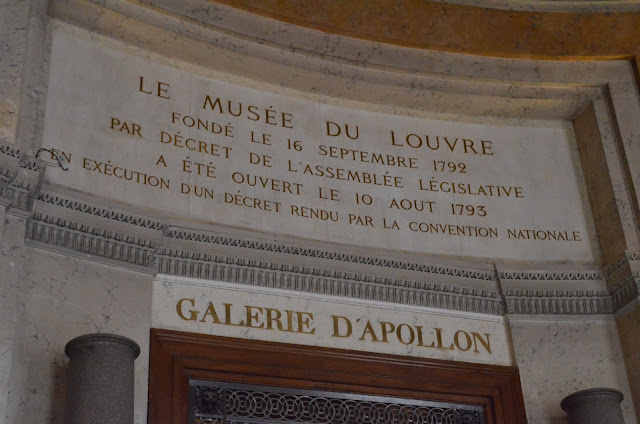 LE MUSÉE DU LOUVRE
FONDÉ LE 16 SEPTEMBRE 1792
PAR DÉCRET DE L'ASSEMBLÉE LÉGISLATIVE
A ÉTÉ OUVERT LE 10 AOUT 1793
EN EXÉCUTION D'UN DÉCRET RENDU PAR LA CONVENTION NATIONALE
GALERIE D'APOLLON